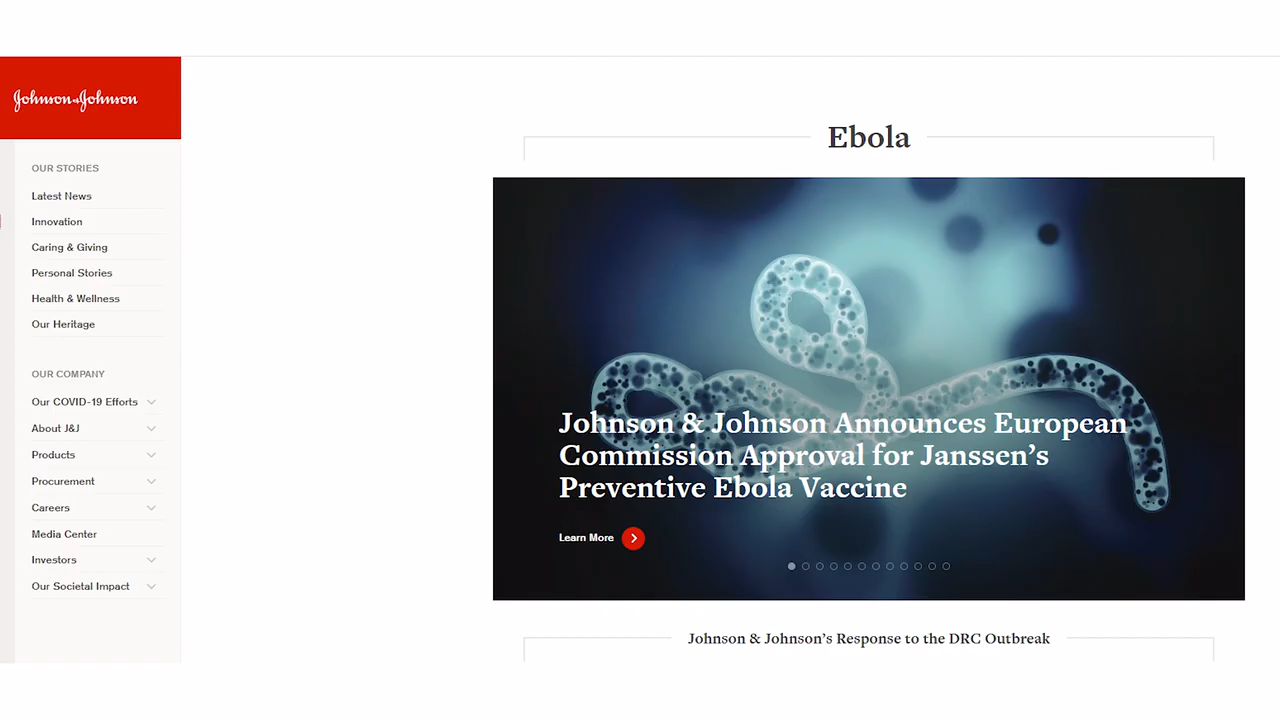 Johnson & Johnson
OUR STORIES
Latest News
Innovation
Caring & Giving
Personal Stories
Health & Wellness
Our Heritage
OUR COMPANY
Our COVID-19 Efforts
About J&J
Products
Procurement
Careers
Media Center
Investors
Our Societal Impact
Ebola
Johnson & Johnson Announces European
Commission Approval for Janssen’s
Preventive Ebola Vaccine
Learn More
Johnson & Johnson’s Response to the DRC Outbreak